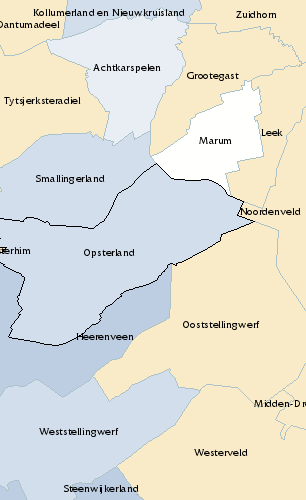 Kollumerland en Nieuwkruisland
Dantumadeel
Zuidhorn
Achtkarspelen
Grootegast
Tytsjerksteradiel
Leek
Marum
Smallingerland
Noordenveld
Opsterland
Ooststellingwerf
Heerenveen
Midden-Dr
Weststellingwerf
Westerveld
Steenwijkerland